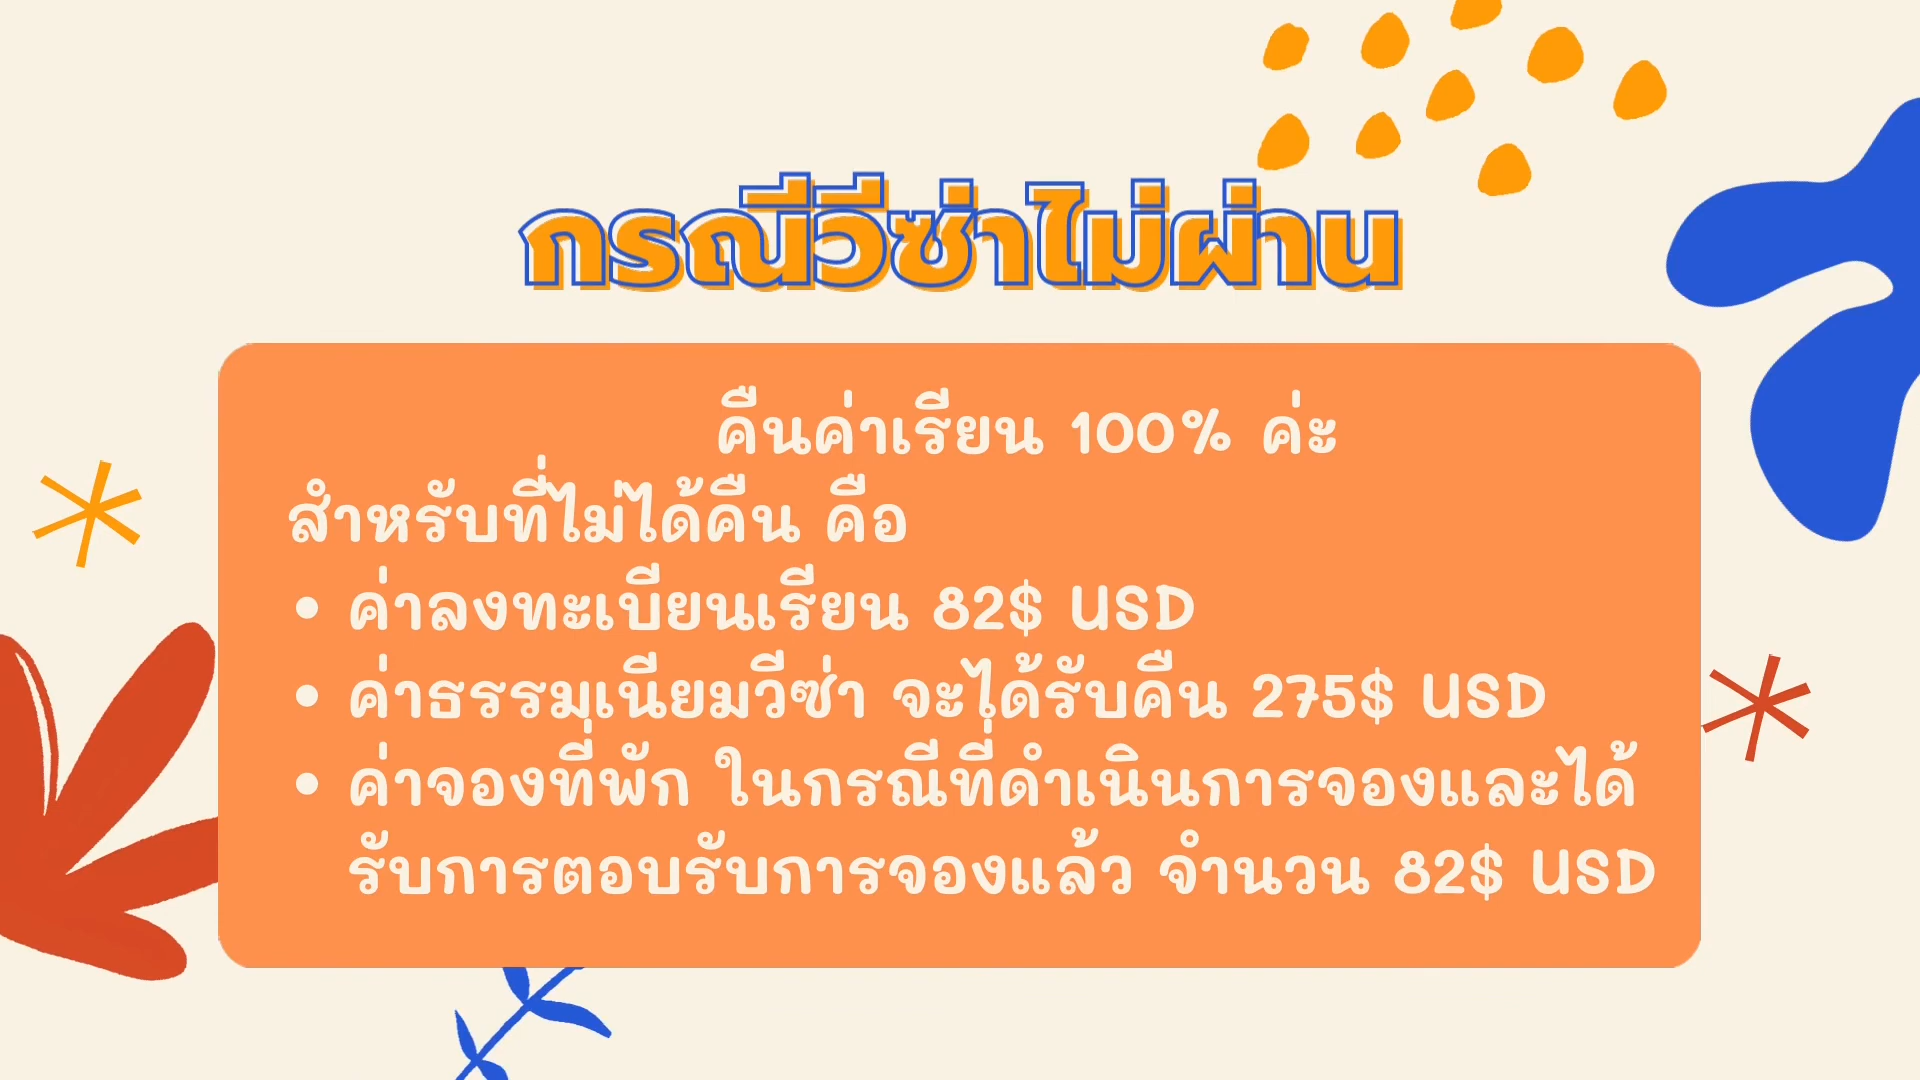 กรณีวีซ่าไม่ผ่าน
คืนค่าเรียน 100% ค่ะ
สำหรับที่ไม่ได้คืน คือ
• ค่าลงทะเบียนเรียน 82$ USD
• ค่าธรรมเนียมวีซ่า จะได้รับคืน 275$ USD
• ค่าจองที่พัก ในกรณีที่ดำเนินการจองและได้
รับการตอบรับการจองแล้ว จำนวน 82$ USD